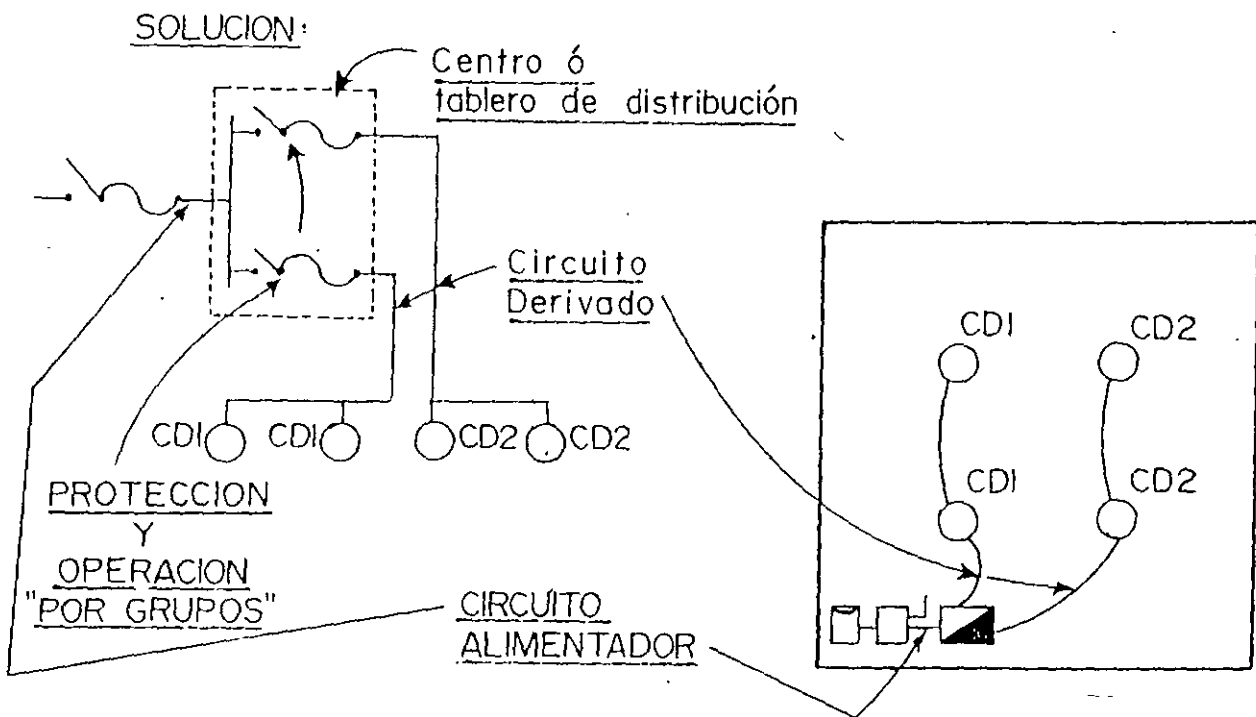 SOLUCION:
Centro ó
tablero de distribución
Circuito
Derivado
CD1
CD1
CD2
CD2
PROTECCION
Y
OPERACION
"POR GRUPOS"
CIRCUITO
ALIMENTADOR
CD1
CD2
CD1
CD2